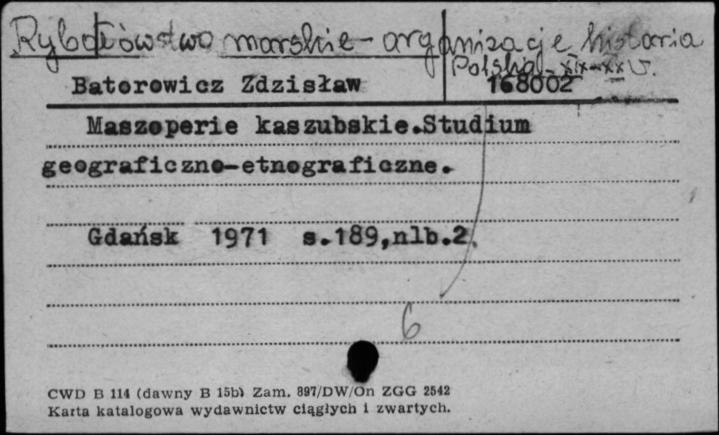 Rybołówstwo morskie - organizacje, historia
Polska - XIX-XX w.
Batorowicz Zdzisław 168002
Maszoperie kaszubskie.Studium
geograficzno-etnograficzne.
Gdańsk 1971 s.189,nlb.2.
6
CWD B 114 (dawny B 15b) Zam. 897/DW/On ZGG 2542
Karta katalogowa wydawnictw ciągłych i zwartych.